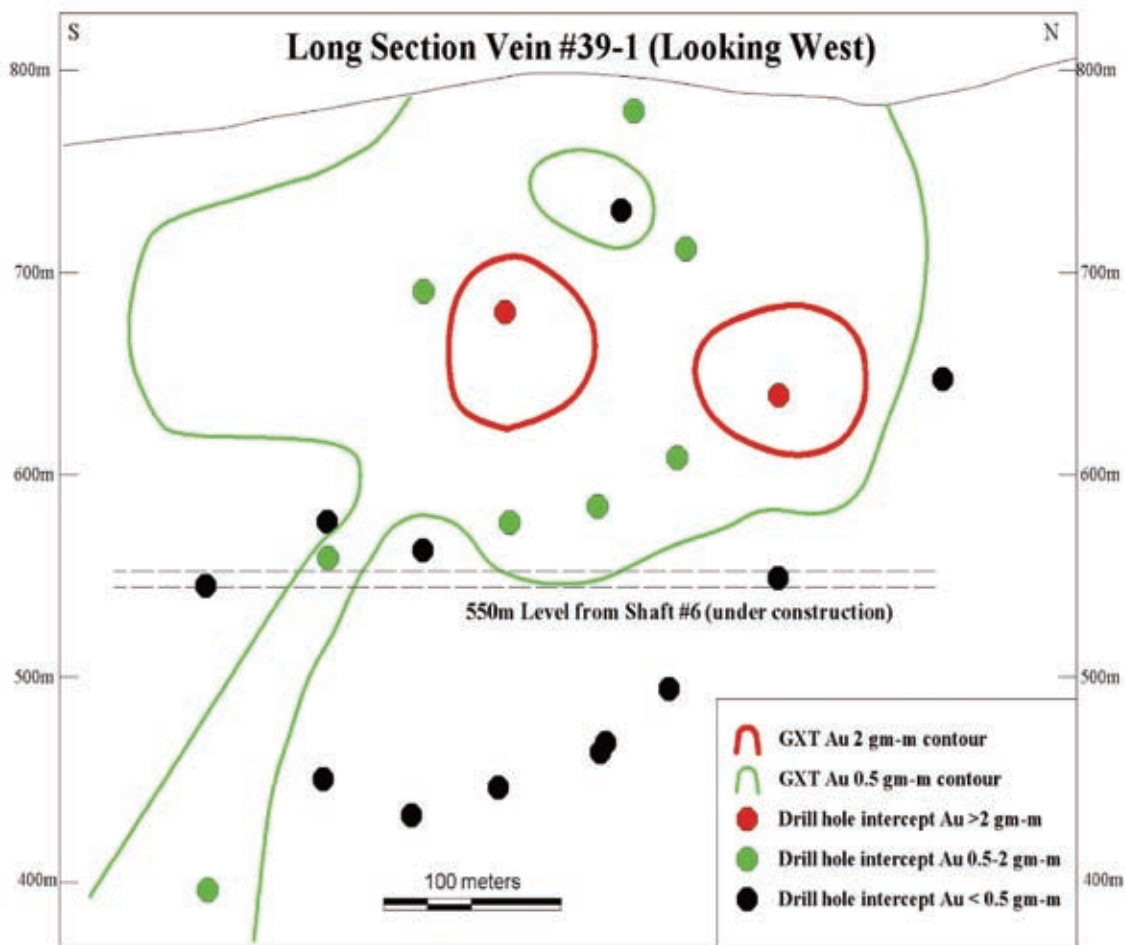 S
N
Long Section Vein #39-1 (Looking West)
800m
800m
700m
700m
600m
600m
550m Level from Shaft #6 (under construction)
500m
500m
GXT Au 2 gm-m contour
GXT Au 0.5 gm-m contour
Drill hole intercept Au >2 gm-m
Drill hole intercept Au 0.5-2 gm-m
Drill hole intercept Au < 0.5 gm-m
400m
400m
100 meters